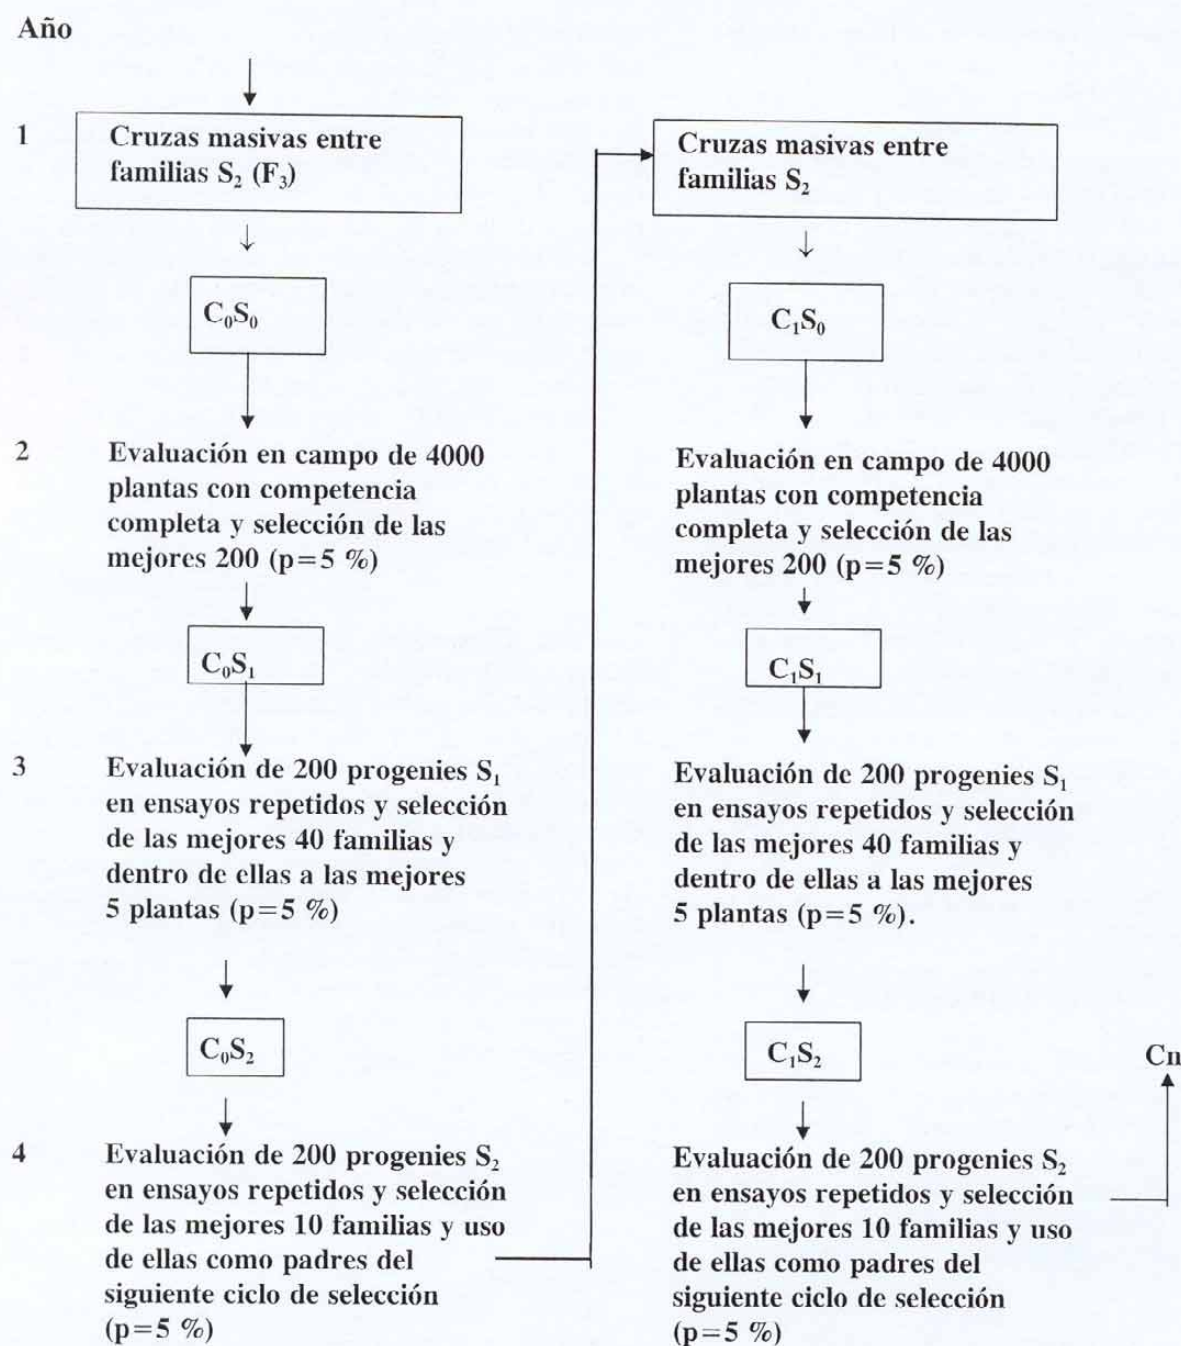 Año
1
Cruzas masivas entre
familias S₂ (F₃)
C₀S₀
2
Evaluación en campo de 4000
plantas con competencia
completa y selección de las
mejores 200 (p=5 %)
C₀S₁
3
Evaluación de 200 progenies S₁
en ensayos repetidos y selección
de las mejores 40 familias y
dentro de ellas a las mejores
5 plantas (p=5 %)
C₀S₂
4
Evaluación de 200 progenies S₂
en ensayos repetidos y selección
de las mejores 10 familias y uso
de ellas como padres del
siguiente ciclo de selección
(p=5 %)
Cruzas masivas entre
familias S₂
C₁S₀
Evaluación en campo de 4000
plantas con competencia
completa y selección de las
mejores 200 (p=5 %)
C₁S₁
Evaluación de 200 progenies S₁
en ensayos repetidos y selección
de las mejores 40 familias y
dentro de ellas a las mejores
5 plantas (p=5 %).
C₁S₂
Evaluación de 200 progenies S₂
en ensayos repetidos y selección
de las mejores 10 familias y uso
de ellas como padres del
siguiente ciclo de selección
(p=5 %)
Cn